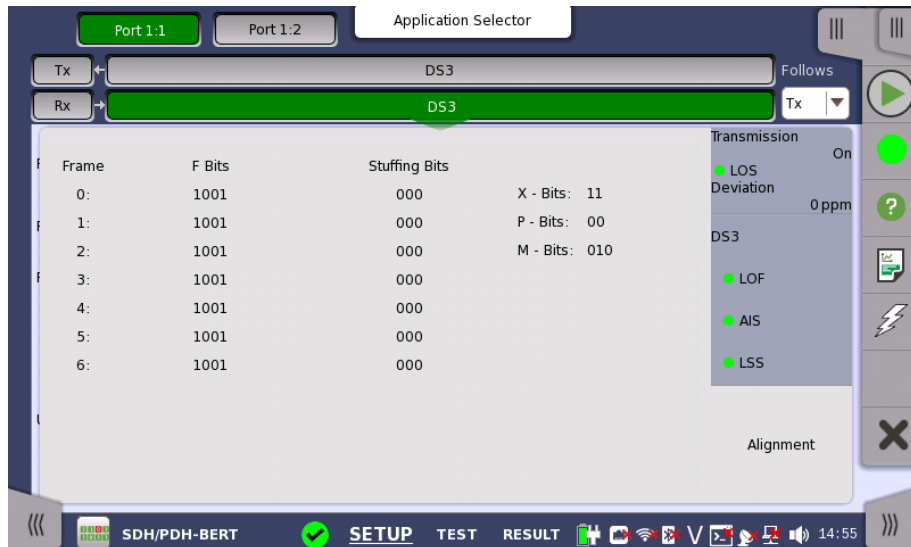 Port 1:1 Port 1:2 Application Selector
Tx DS3 Follows
Rx DS3 Tx
Transmission
On
LOS
Deviation
0 ppm
Frame F Bits Stuffing Bits
0: 1001 000 X - Bits: 11
1: 1001 000 P - Bits: 00
2: 1001 000 M - Bits: 010
3: 1001 000
4: 1001 000
5: 1001 000
6: 1001 000
DS3
LOF
AIS
LSS
Alignment
SDH/PDH-BERT SETUP TEST RESULT 14:55